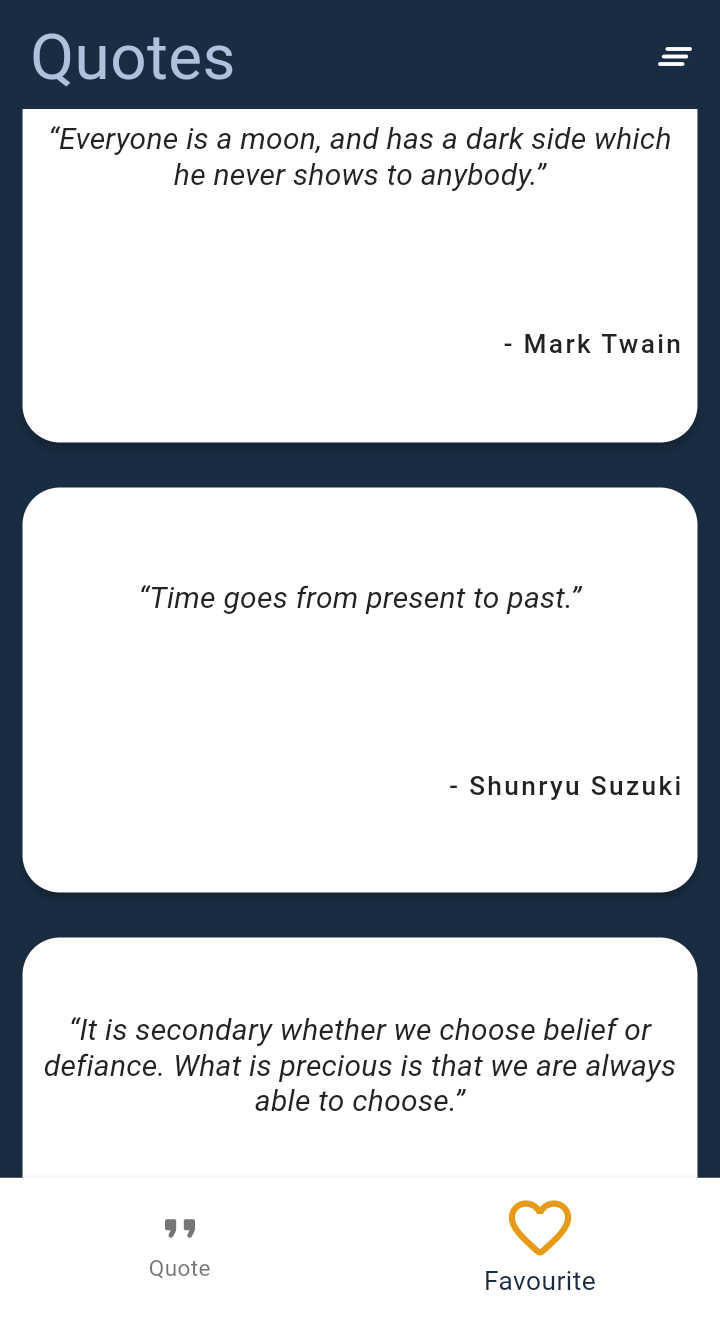 Quotes
“Everyone is a moon, and has a dark side which
he never shows to anybody.”
- Mark Twain
“Time goes from present to past.”
- Shunryu Suzuki
“It is secondary whether we choose belief or
defiance. What is precious is that we are always
able to choose.”
Quote
Favourite